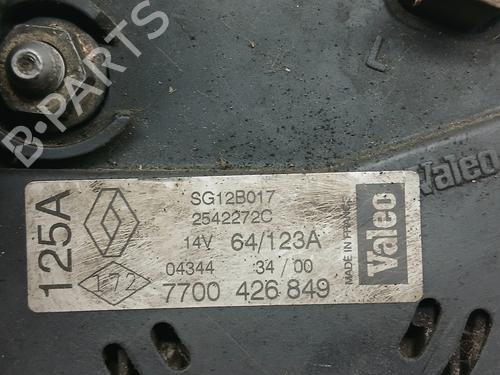 B-PARTS
L
Valeo
125A
SG12B017
2542272C
14V 64/123A
04344 34/00
7700 426 849
172
MADE IN FRANCE
Valeo